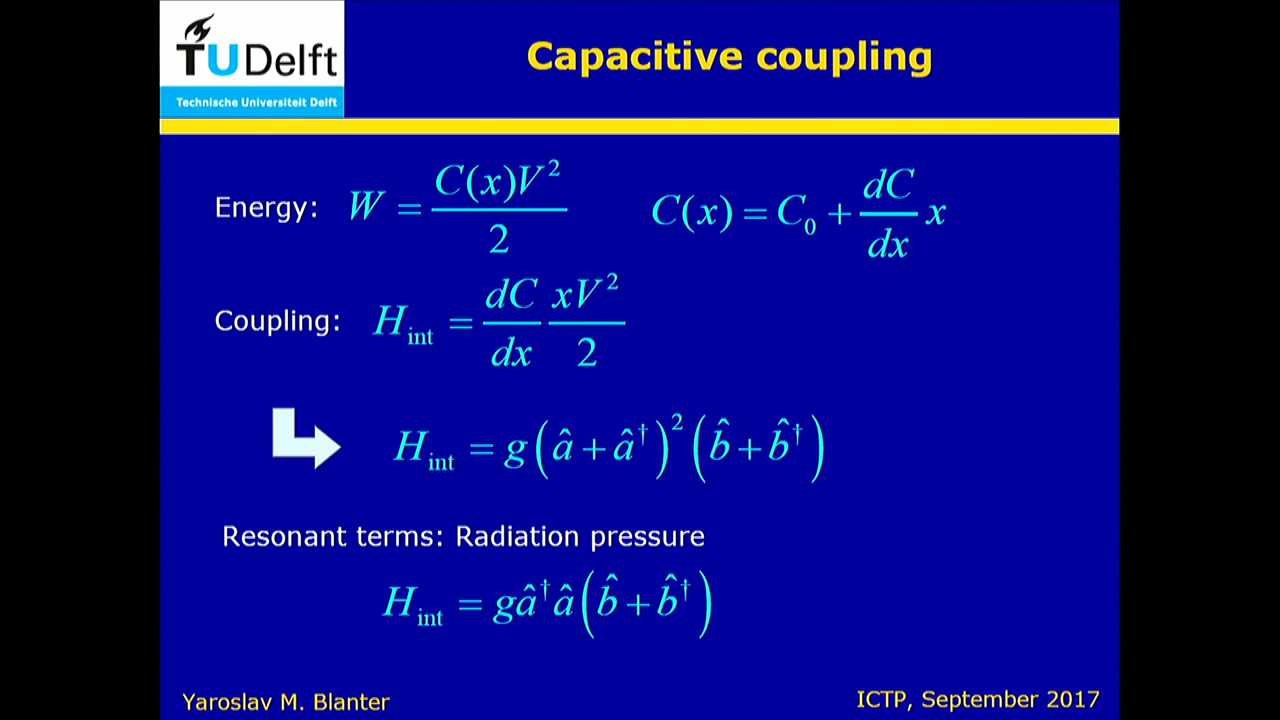 TU Delft
Technische Universiteit Delft
Capacitive coupling
Energy: W = C(x)V²/2    C(x) = C₀ + dC/dx x
Coupling: H_int = dC/dx xV²/2
H_int = g(â + â†)²(b̂ + b̂†)
Resonant terms: Radiation pressure
H_int = gâ†â(b̂ + b̂†)
Yaroslav M. Blanter
ICTP, September 2017